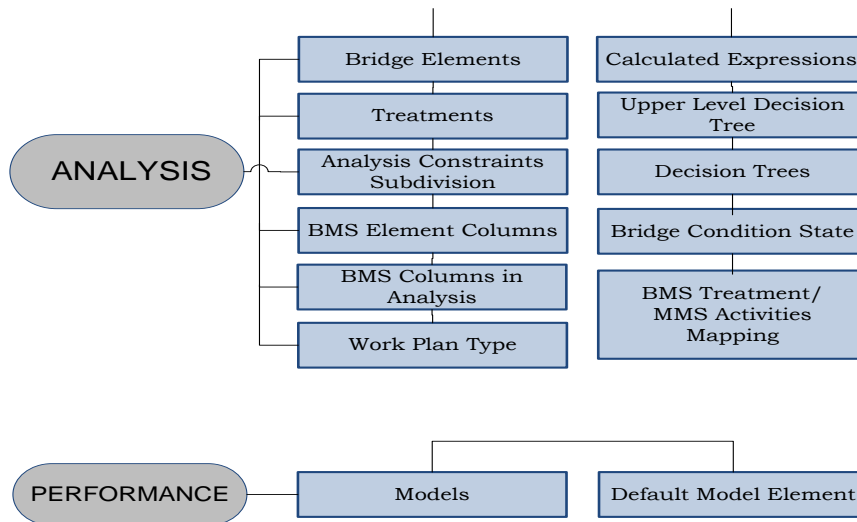 ANALYSIS
Bridge Elements
Treatments
Analysis Constraints
Subdivision
BMS Element Columns
BMS Columns in
Analysis
Work Plan Type
Calculated Expressions
Upper Level Decision
Tree
Decision Trees
Bridge Condition State
BMS Treatment/
MMS Activities
Mapping
PERFORMANCE
Models
Default Model Element